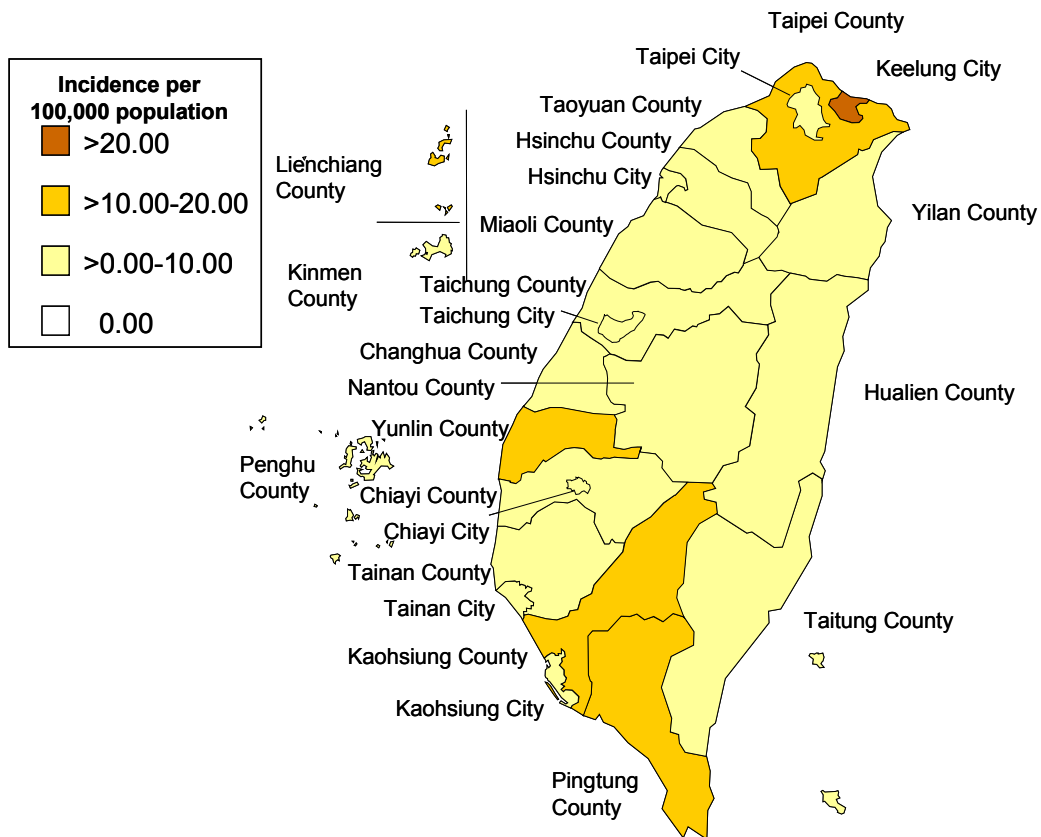 Incidence per
100,000 population
>20.00
>10.00-20.00
>0.00-10.00
0.00
Taipei County
Taipei City
Keelung City
Taoyuan County
Hsinchu County
Lienchiang
County
Hsinchu City
Miaoli County
Yilan County
Kinmen
County
Taichung County
Taichung City
Changhua County
Nantou County
Hualien County
Yunlin County
Penghu
County
Chiayi County
Chiayi City
Tainan County
Tainan City
Taitung County
Kaohsiung County
Kaohsiung City
Pingtung
County